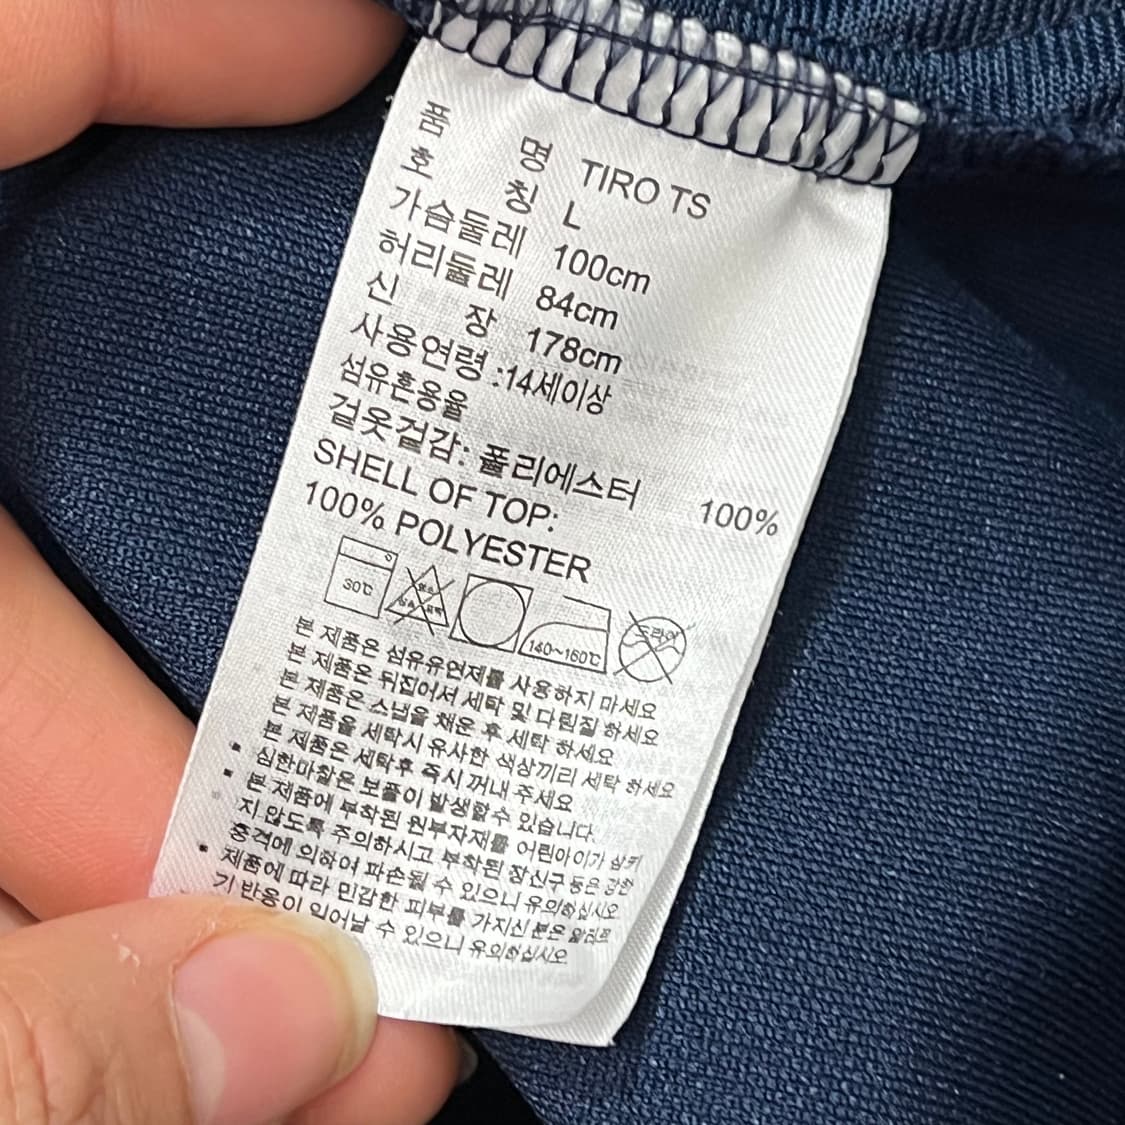 품 명 TIRO TS
호 칭 L
가슴둘레 100cm
허리둘레 84cm
신 장 178cm
사용연령 :14세이상
섬유혼용율
겉옷겉감: 폴리에스터 100%
SHELL OF TOP:
100% POLYESTER
30℃ 140~160℃ 드라이
본 제품은 섬유유연제를 사용하지 마세요
본 제품은 뒤집어서 세탁 및 다림질 하세요
본 제품은 스냅을 채운 후 세탁 하세요
본 제품을 세탁시 유사한 색상끼리 세탁 하세요
본 제품은 세탁후 즉시 꺼내 주세요
▪ 심한마찰은 보풀이 발생할수 있습니다.
▪ 본 제품에 부착된 원부자재를 어린아이가 삼키
지 않도록 주의하시고 부착된 장신구 등은 강한
충격에 의하여 파손될 수 있으니 유의하십시오
▪ 제품에 따라 민감한 피부를 가지신분은 알레르
기 반응이 일어날 수 있으니 유의하십시오.